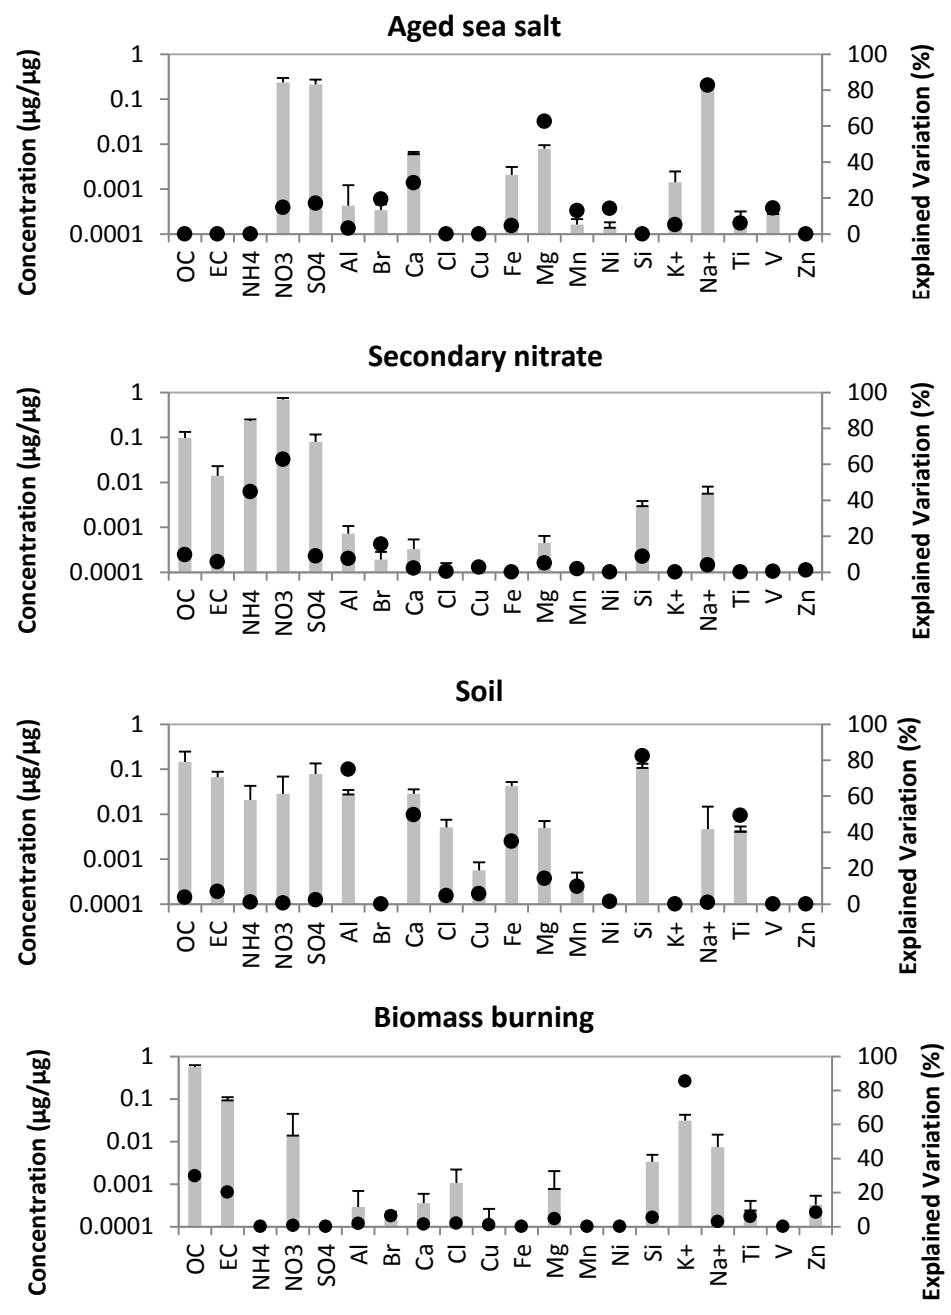 Aged sea salt
Concentration (µg/µg)
1
0.1
0.01
0.001
0.0001
100
80
60
40
20
0
Explained Variation (%)
OC EC NH4 NO3 SO4 Al Br Ca Cl Cu Fe Mg Mn Ni Si K+ Na+ Ti V Zn
Secondary nitrate
Concentration (µg/µg)
1
0.1
0.01
0.001
0.0001
100
80
60
40
20
0
Explained Variation (%)
OC EC NH4 NO3 SO4 Al Br Ca Cl Cu Fe Mg Mn Ni Si K+ Na+ Ti V Zn
Soil
Concentration (µg/µg)
1
0.1
0.01
0.001
0.0001
100
80
60
40
20
0
Explained Variation (%)
OC EC NH4 NO3 SO4 Al Br Ca Cl Cu Fe Mg Mn Ni Si K+ Na+ Ti V Zn
Biomass burning
Concentration (µg/µg)
1
0.1
0.01
0.001
0.0001
100
80
60
40
20
0
Explained Variation (%)
OC EC NH4 NO3 SO4 Al Br Ca Cl Cu Fe Mg Mn Ni Si K+ Na+ Ti V Zn